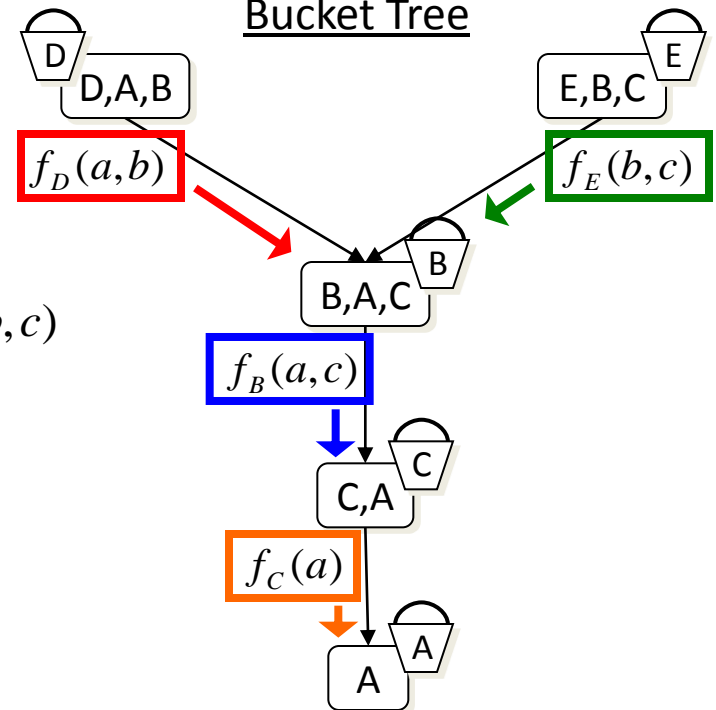 Bucket Tree
D
E
D,A,B
E,B,C
f_D(a,b)
f_E(b,c)
B
B,A,C
,c)
f_B(a,c)
C
C,A
f_C(a)
A
A